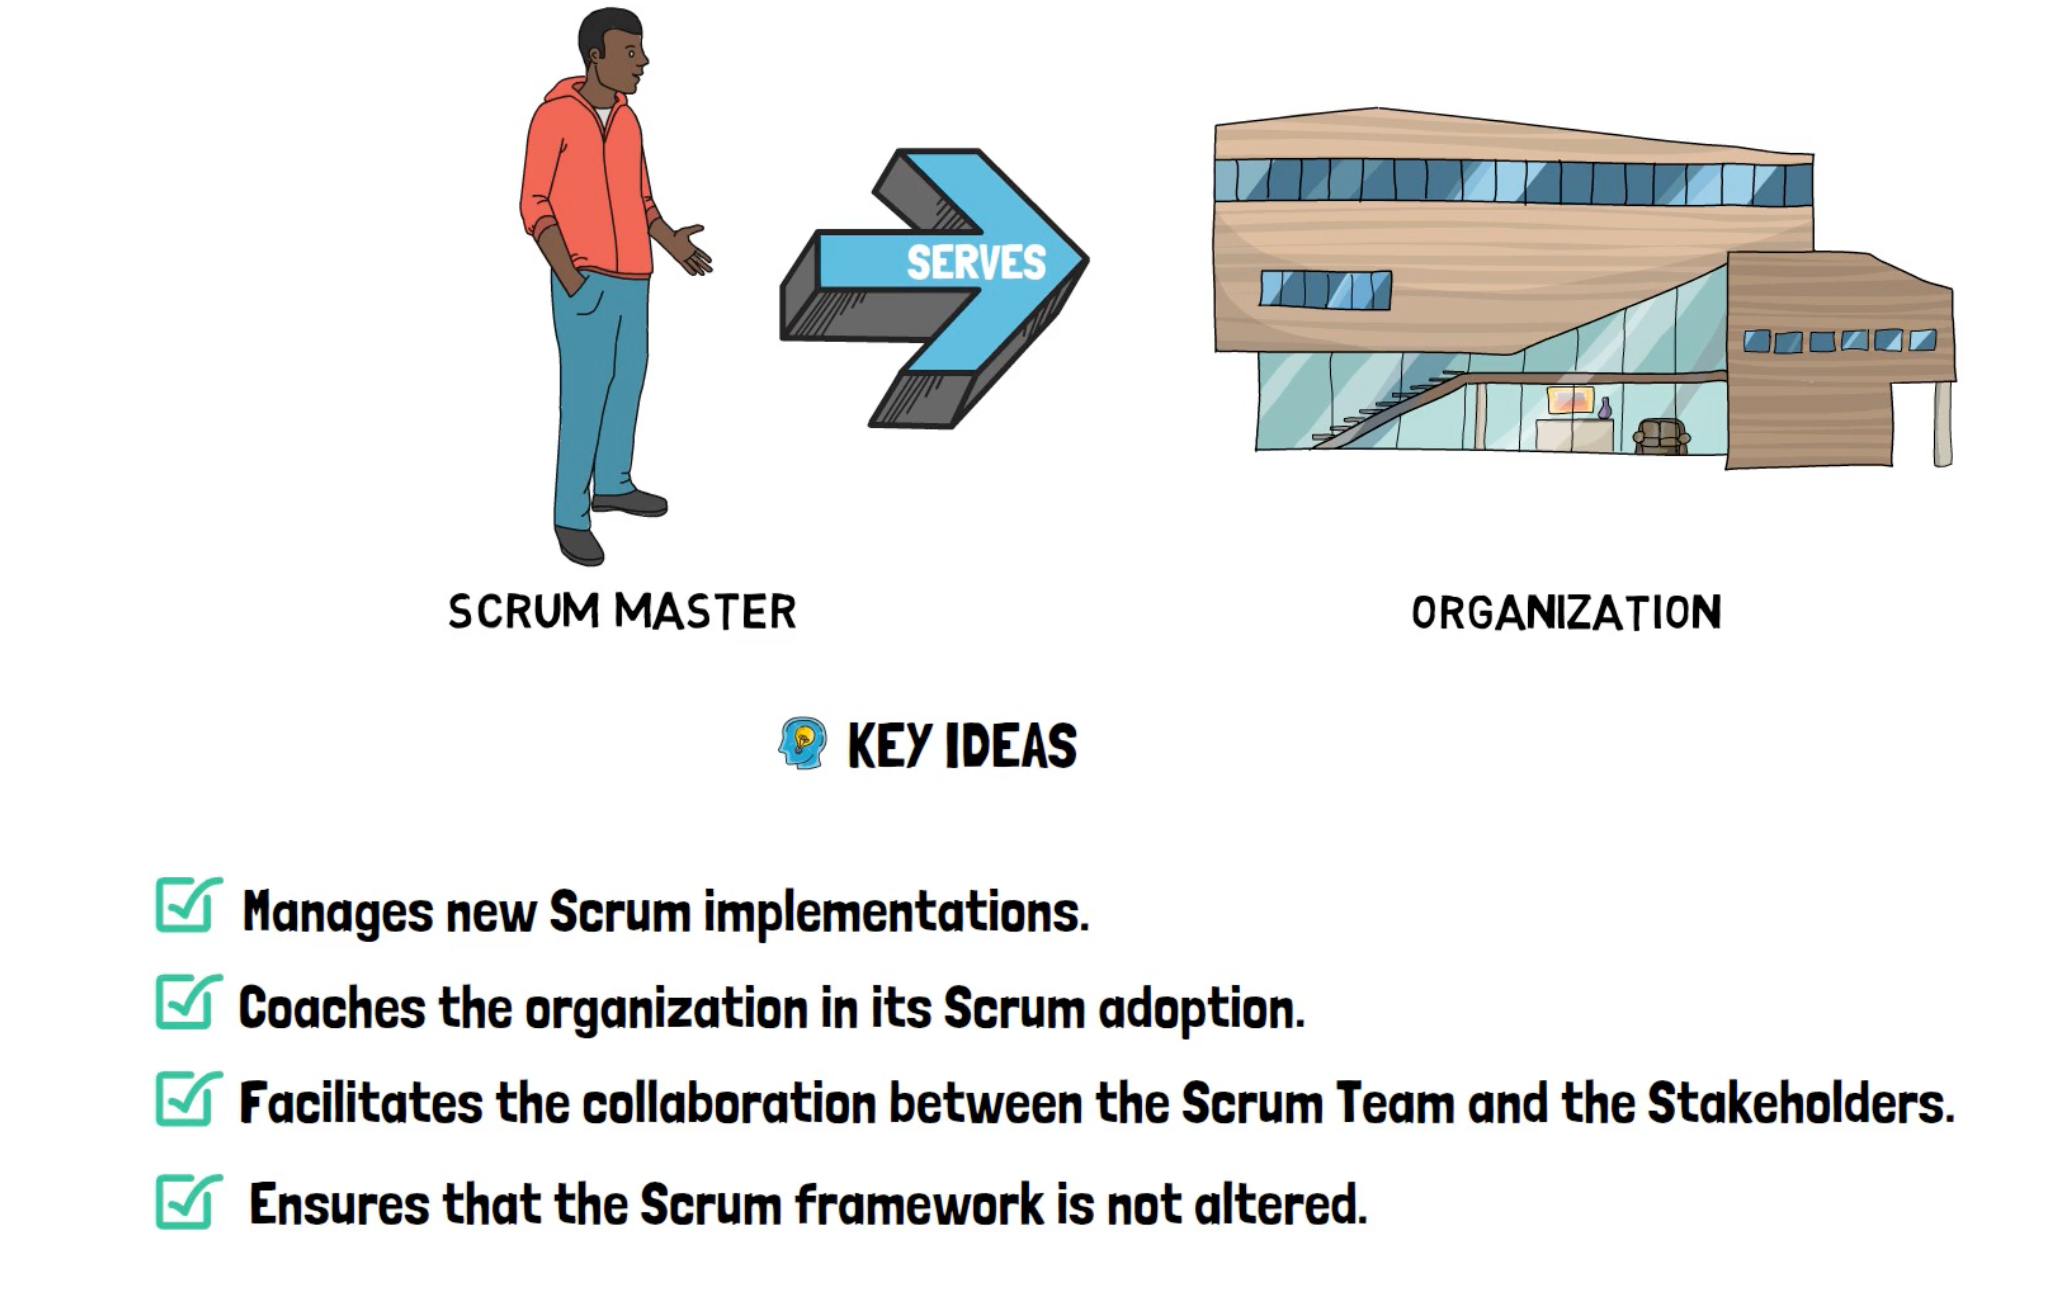 SERVES
SCRUM MASTER
ORGANIZATION
KEY IDEAS
Manages new Scrum implementations.
Coaches the organization in its Scrum adoption.
Facilitates the collaboration between the Scrum Team and the Stakeholders.
Ensures that the Scrum framework is not altered.